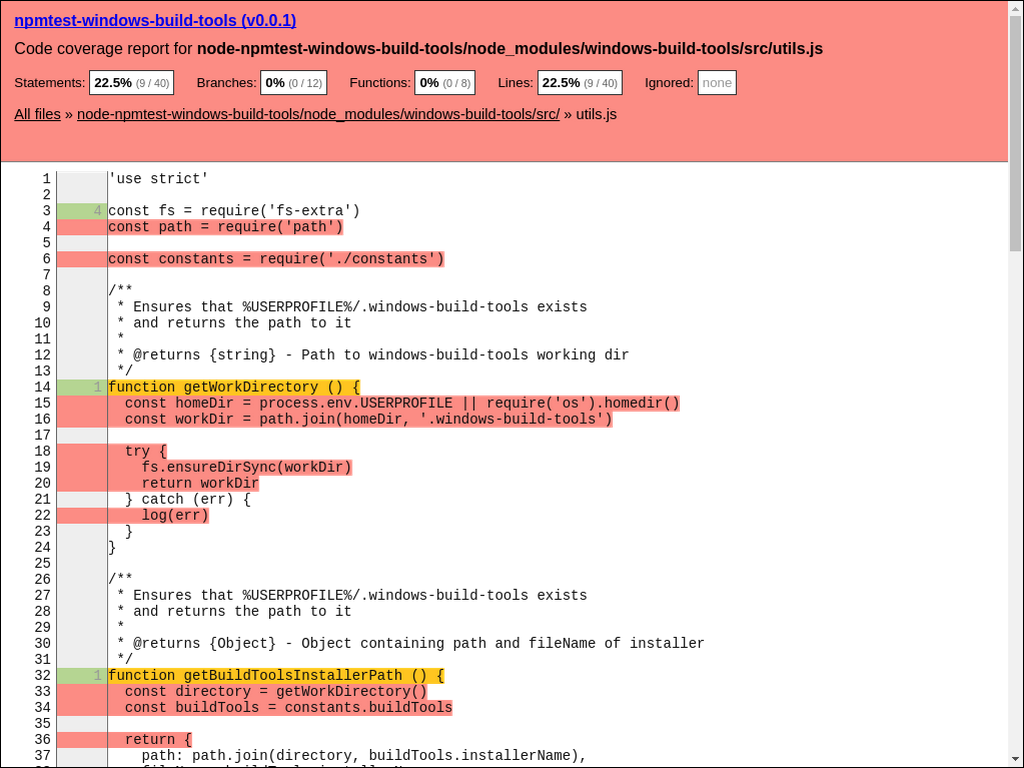 npmtest-windows-build-tools (v0.0.1)
Code coverage report for node-npmtest-windows-build-tools/node_modules/windows-build-tools/src/utils.js
Statements: 22.5% (9 / 40) Branches: 0% (0 / 12) Functions: 0% (0 / 8) Lines: 22.5% (9 / 40) Ignored: none
All files » node-npmtest-windows-build-tools/node_modules/windows-build-tools/src/ » utils.js
1 'use strict'
2
3 4 const fs = require('fs-extra')
4 const path = require('path')
5
6 const constants = require('./constants')
7
8 /**
9  * Ensures that %USERPROFILE%/.windows-build-tools exists
10  * and returns the path to it
11  *
12  * @returns {string} - Path to windows-build-tools working dir
13  */
14 1 function getWorkDirectory () {
15   const homeDir = process.env.USERPROFILE || require('os').homedir()
16   const workDir = path.join(homeDir, '.windows-build-tools')
17
18   try {
19     fs.ensureDirSync(workDir)
20     return workDir
21   } catch (err) {
22     log(err)
23   }
24 }
25
26 /**
27  * Ensures that %USERPROFILE%/.windows-build-tools exists
28  * and returns the path to it
29  *
30  * @returns {Object} - Object containing path and fileName of installer
31  */
32 1 function getBuildToolsInstallerPath () {
33   const directory = getWorkDirectory()
34   const buildTools = constants.buildTools
35
36   return {
37     path: path.join(directory, buildTools.installerName),